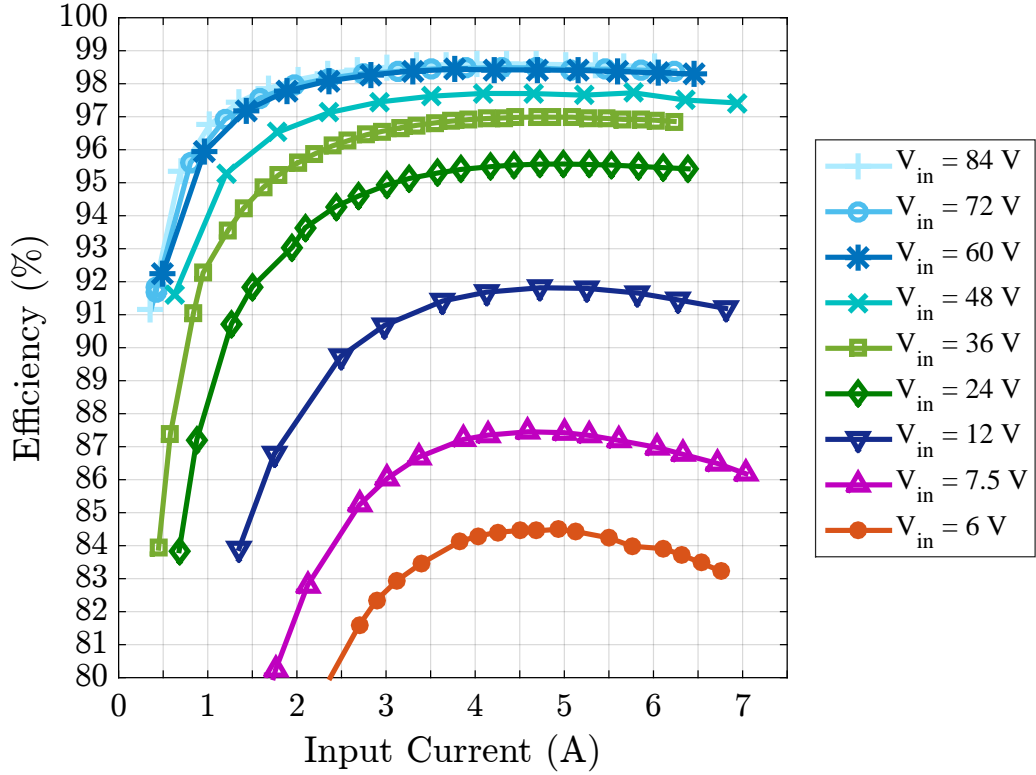 100
99
98
97
96
95
94
93
92
91
90
89
88
87
86
85
84
83
82
81
80
Efficiency (%)
0 1 2 3 4 5 6 7
Input Current (A)
V_in = 84 V
V_in = 72 V
V_in = 60 V
V_in = 48 V
V_in = 36 V
V_in = 24 V
V_in = 12 V
V_in = 7.5 V
V_in = 6 V